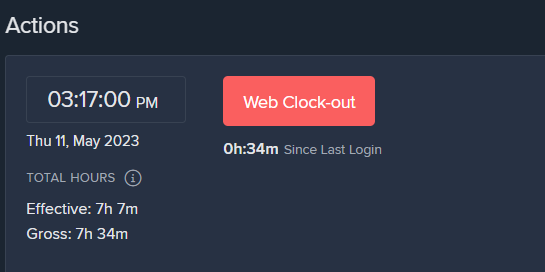 Actions
03:17:00 PM
Web Clock-out
Thu 11, May 2023
0h:34m Since Last Login
TOTAL HOURS
Effective: 7h 7m
Gross: 7h 34m